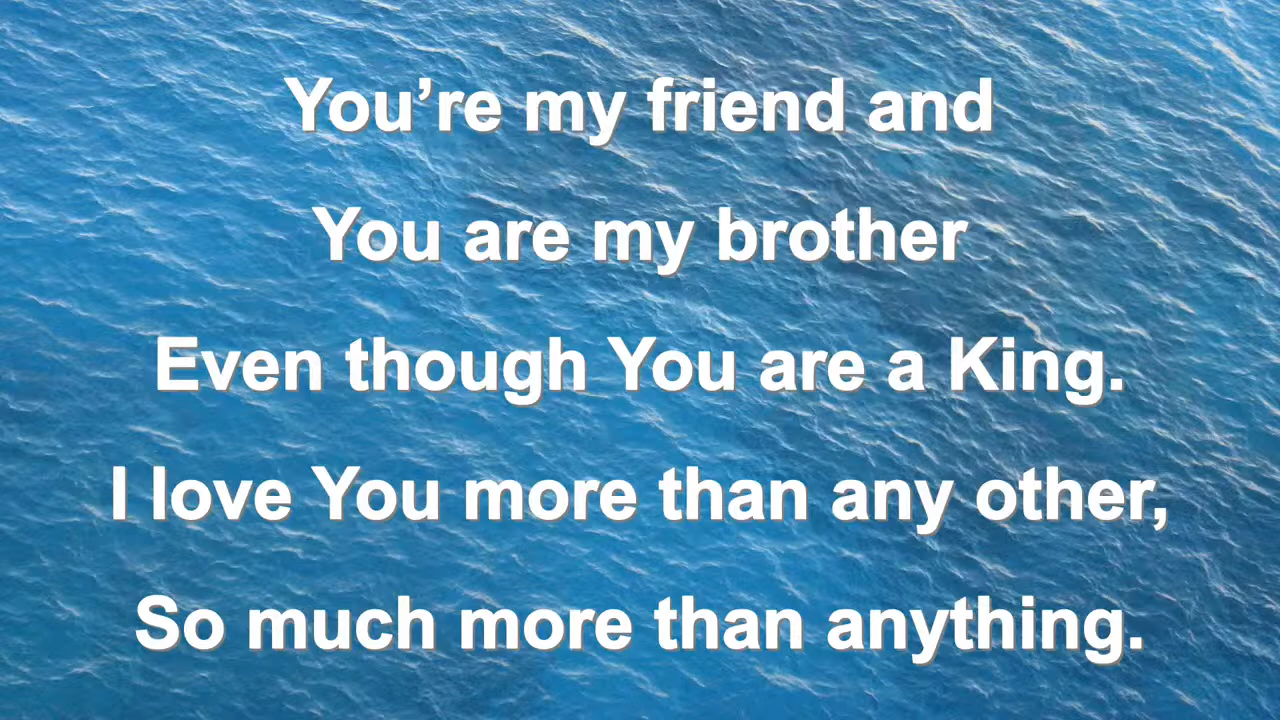 You’re my friend and
You are my brother
Even though You are a King.
I love You more than any other,
So much more than anything.